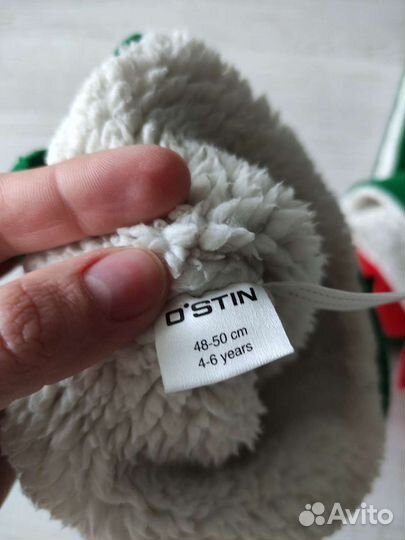 O'STIN
48-50 cm
4-6 years
Avito